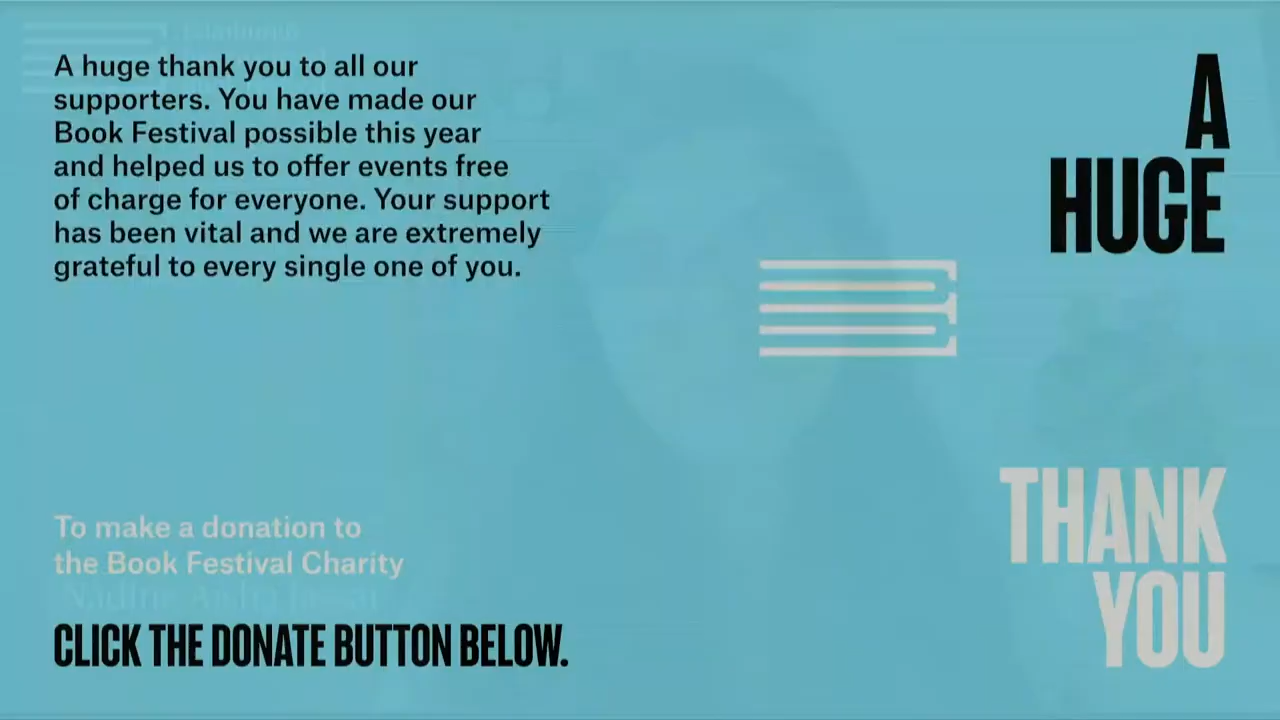 A huge thank you to all our
supporters. You have made our
Book Festival possible this year
and helped us to offer events free
of charge for everyone. Your support
has been vital and we are extremely
grateful to every single one of you.
A
HUGE
THANK
YOU
To make a donation to
the Book Festival Charity
CLICK THE DONATE BUTTON BELOW.